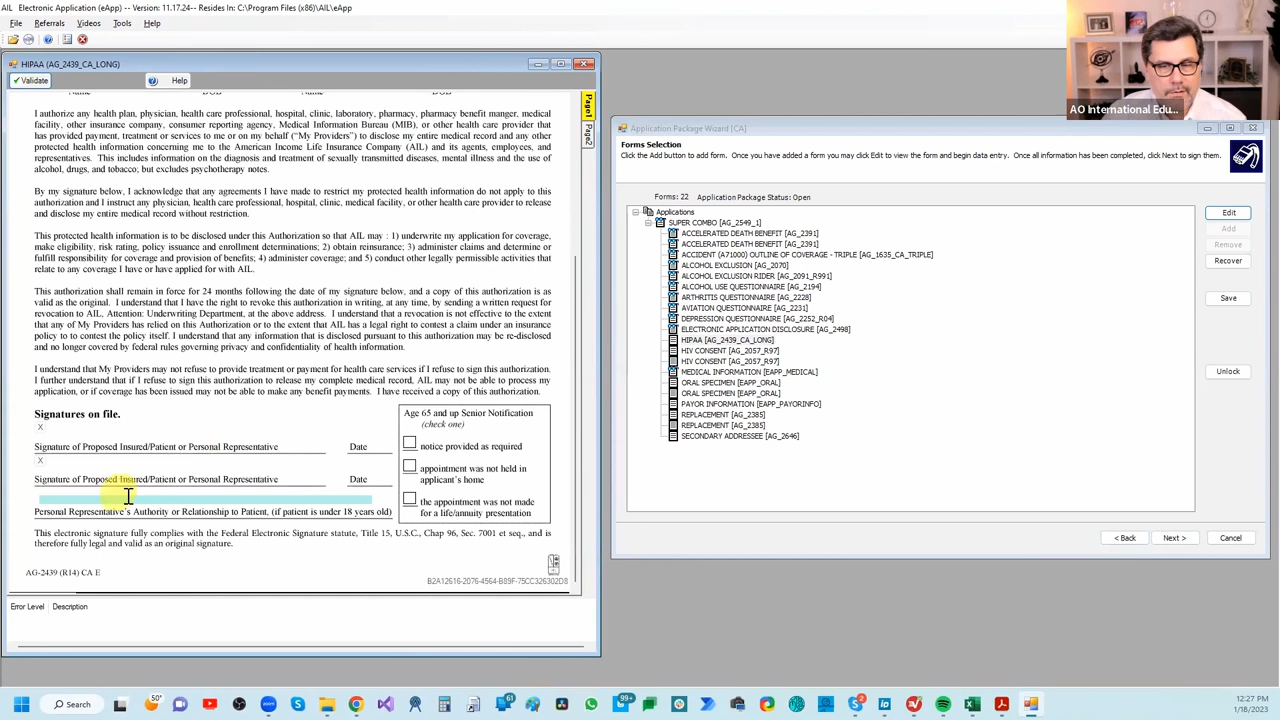 AIL   Electronic Application (eApp) -- Version: 11.17.24 -- Resides In: C:\Program Files (x86)\AIL\eApp
File   Referrals   Videos   Tools   Help
HIPAA (AG_2439_CA_LONG)
Validate   Help
Page1
Page2
I authorize any health plan, physician, health care professional, hospital, clinic, laboratory, pharmacy, pharmacy benefit manger, medical
facility, other insurance company, consumer reporting agency, Medical Information Bureau (MIB), or other health care provider that
has provided payment, treatment or services to me or on my behalf ("My Providers") to disclose my entire medical record and any other
protected health information concerning me to the American Income Life Insurance Company (AIL) and its agents, employees, and
representatives.  This includes information on the diagnosis and treatment of sexually transmitted diseases, mental illness and the use of
alcohol, drugs, and tobacco; but excludes psychotherapy notes.
By my signature below, I acknowledge that any agreements I have made to restrict my protected health information do not apply to this
authorization and I instruct any physician, health care professional, hospital, clinic, medical facility, or other health care provider to release
and disclose my entire medical record without restriction.
This protected health information is to be disclosed under this Authorization so that AIL may : 1) underwrite my application for coverage,
make eligibility, risk rating, policy issuance and enrollment determinations; 2) obtain reinsurance; 3) administer claims and determine or
fulfill responsibility for coverage and provision of benefits; 4) administer coverage; and 5) conduct other legally permissible activities that
relate to any coverage I have or have applied for with AIL.
This authorization shall remain in force for 24 months following the date of my signature below, and a copy of this authorization is as
valid as the original.  I understand that I have the right to revoke this authorization in writing, at any time, by sending a written request for
revocation to AIL, Attention: Underwriting Department, at the above address.  I understand that a revocation is not effective to the extent
that any of My Providers has relied on this Authorization or to the extent that AIL has a legal right to contest a claim under an insurance
policy to to contest the policy itself. I understand that any information that is disclosed pursuant to this authorization may be re-disclosed
and no longer covered by federal rules governing privacy and confidentiality of health information.
I understand that My Providers may not refuse to provide treatment or payment for health care services if I refuse to sign this authorization.
I further understand that if I refuse to sign this authorization to release my complete medical record, AIL may not be able to process my
application, or if coverage has been issued may not be able to make any benefit payments.  I have received a copy of this authorization.
Signatures on file.
X
Signature of Proposed Insured/Patient or Personal Representative   Date
X
Signature of Proposed Insured/Patient or Personal Representative   Date
Personal Representative's Authority or Relationship to Patient, (if patient is under 18 years old)
Age 65 and up Senior Notification
(check one)
notice provided as required
appointment was not held in
applicant's home
the appointment was not made
for a life/annuity presentation
This electronic signature fully complies with the Federal Electronic Signature statute, Title 15, U.S.C., Chap 96, Sec. 7001 et seq., and is
therefore fully legal and valid as an original signature.
AG-2439 (R14) CA E
B2A12616-2076-4564-B89F-75CC326302D8
Error Level   Description
Application Package Wizard [CA]
Forms Selection
Click the Add button to add form.  Once you have added a form you may click Edit to view the form and begin data entry.  Once all information has been completed, click Next to sign them.
Forms: 22   Application Package Status: Open
Applications
SUPER COMBO [AG_2549_1]
ACCELERATED DEATH BENEFIT [AG_2391]
ACCELERATED DEATH BENEFIT [AG_2391]
ACCIDENT (A71000) OUTLINE OF COVERAGE - TRIPLE [AG_1635_CA_TRIPLE]
ALCOHOL EXCLUSION [AG_2070]
ALCOHOL EXCLUSION RIDER [AG_2091_R991]
ALCOHOL USE QUESTIONNAIRE [AG_2194]
ARTHRITIS QUESTIONNAIRE [AG_2228]
AVIATION QUESTIONNAIRE [AG_2231]
DEPRESSION QUESTIONNAIRE [AG_2252_R04]
ELECTRONIC APPLICATION DISCLOSURE [AG_2498]
HIPAA [AG_2439_CA_LONG]
HIV CONSENT [AG_2057_R97]
HIV CONSENT [AG_2057_R97]
MEDICAL INFORMATION [EAPP_MEDICAL]
ORAL SPECIMEN [EAPP_ORAL]
ORAL SPECIMEN [EAPP_ORAL]
PAYOR INFORMATION [EAPP_PAYORINFO]
REPLACEMENT [AG_2385]
REPLACEMENT [AG_2385]
SECONDARY ADDRESSEE [AG_2646]
Edit
Add
Remove
Recover
Save
Unlock
< Back   Next >   Cancel
AO International Edu...
50°
Search
61
99+
2
12:27 PM
1/18/2023